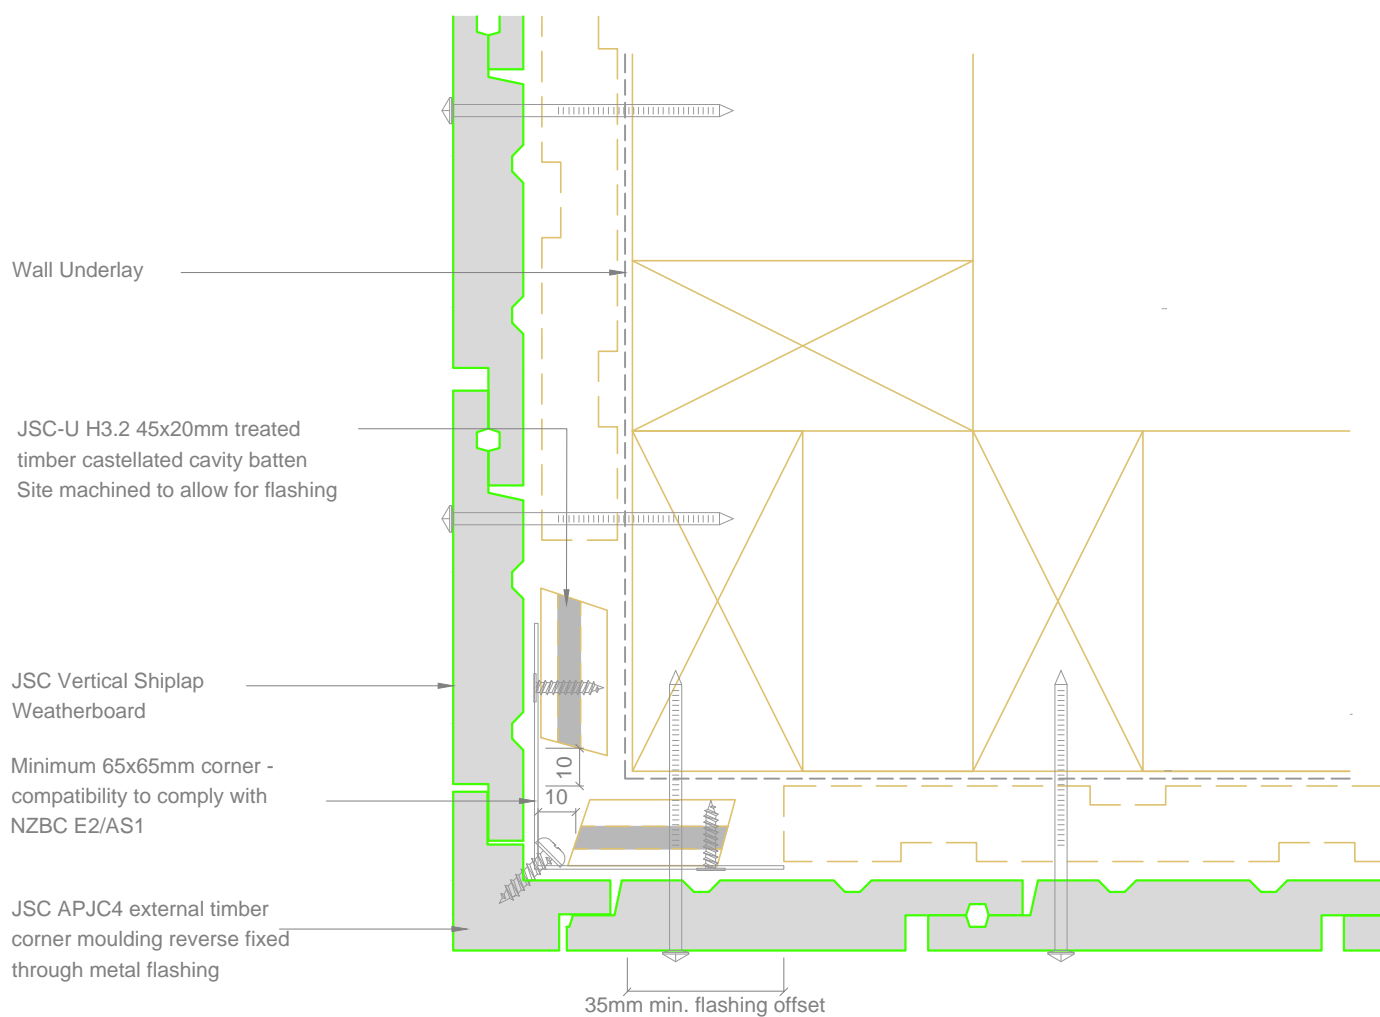 Wall Underlay
JSC-U H3.2 45x20mm treated
timber castellated cavity batten
Site machined to allow for flashing
JSC Vertical Shiplap
Weatherboard
Minimum 65x65mm corner -
compatibility to comply with
NZBC E2/AS1
10
10
JSC APJC4 external timber
corner moulding reverse fixed
through metal flashing
35mm min. flashing offset